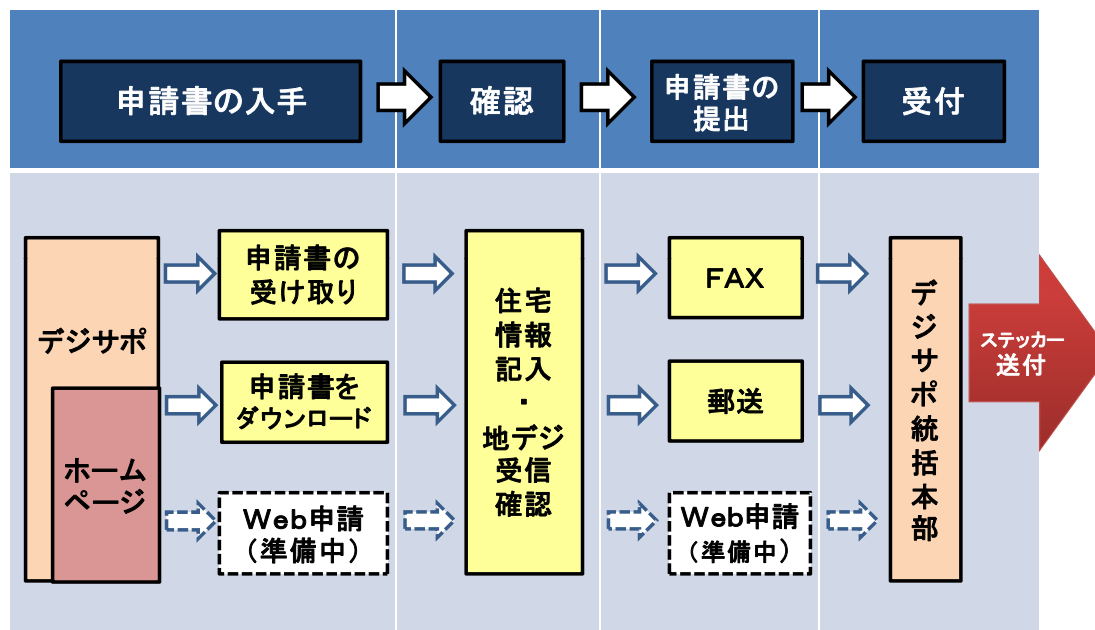 申請書の入手
確認
申請書の
提出
受付
デジサポ
ホーム
ページ
申請書の
受け取り
申請書を
ダウンロード
Web申請
（準備中）
住宅
情報
記入
・
地デジ
受信
確認
FAX
郵送
Web申請
（準備中）
デジサポ統括本部
ステッカー
送付